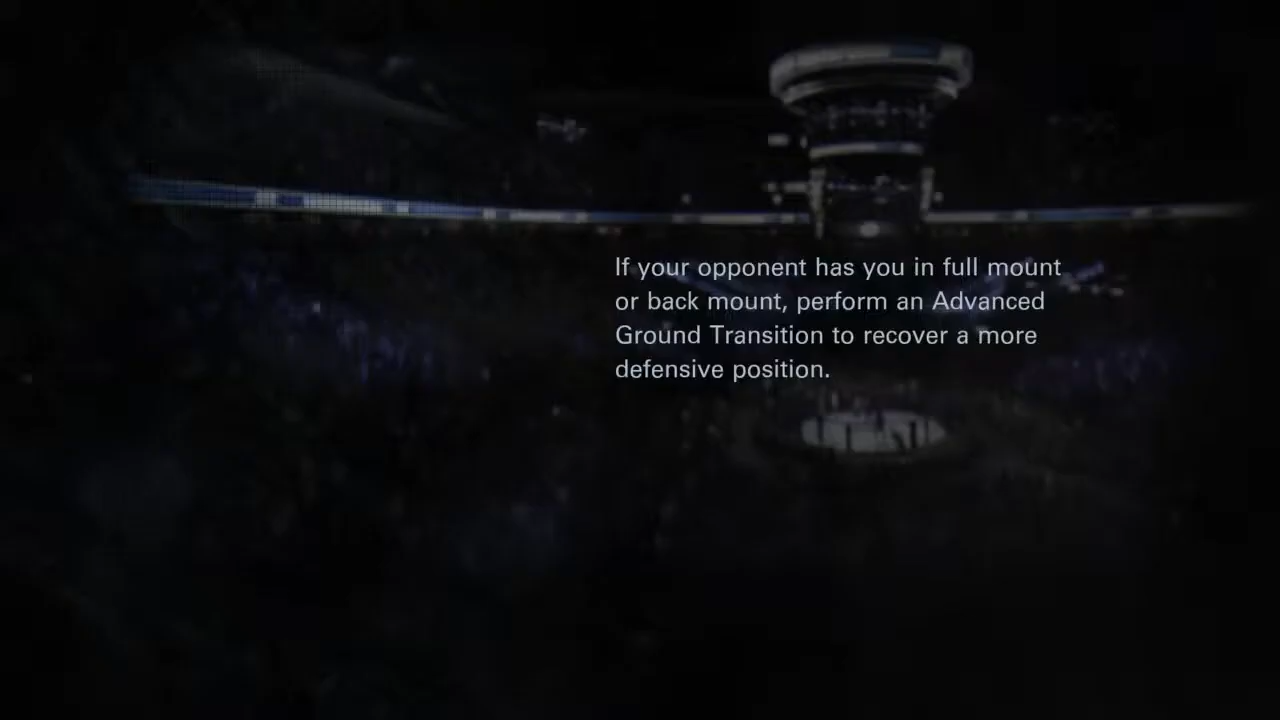 If your opponent has you in full mount
or back mount, perform an Advanced
Ground Transition to recover a more
defensive position.